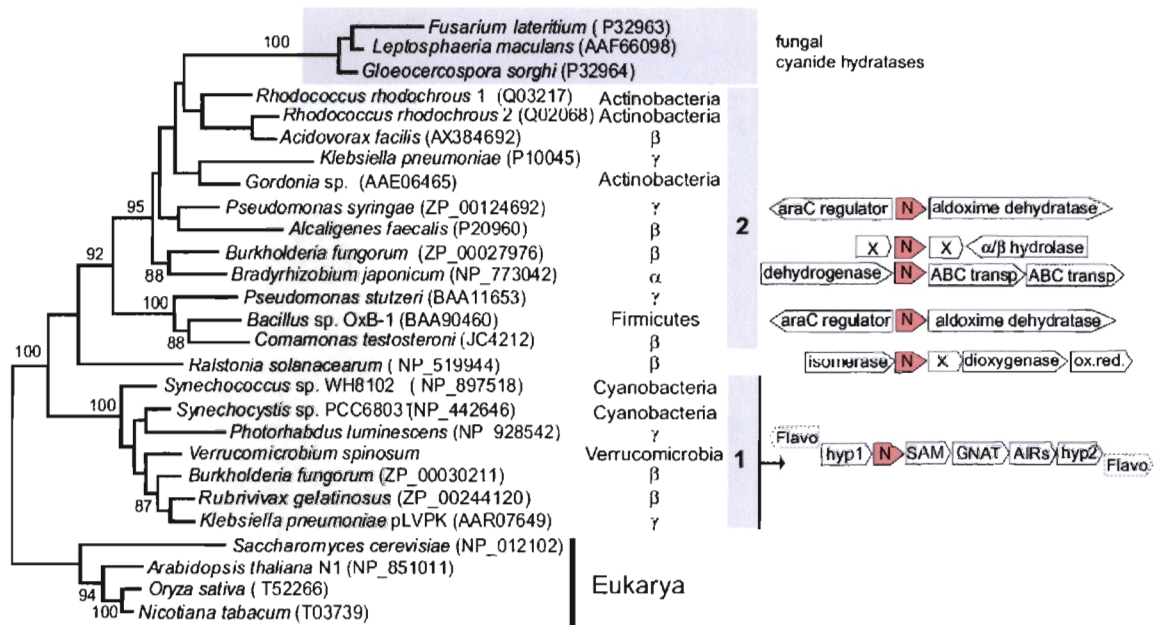 100
Fusarium lateritium ( P32963)
Leptosphaeria maculans (AAF66098)
Gloeocercospora sorghi (P32964)
fungal
cyanide hydratases
Rhodococcus rhodochrous 1 (Q03217) Actinobacteria
Rhodococcus rhodochrous 2 (Q02068) Actinobacteria
Acidovorax facilis (AX384692) β
Klebsiella pneumoniae (P10045) γ
Gordonia sp. (AAE06465) Actinobacteria
95 Pseudomonas syringae (ZP_00124692) γ araC regulator N aldoxime dehydratase
Alcaligenes faecalis (P20960) β
2
92 Burkholderia fungorum (ZP_00027976) β X N X α/β hydrolase
88 Bradyrhizobium japonicum (NP_773042) α dehydrogenase N ABC transp ABC transp
100 Pseudomonas stutzeri (BAA11653) γ
Bacillus sp. OxB-1 (BAA90460) Firmicutes araC regulator N aldoxime dehydratase
88 Comamonas testosteroni (JC4212) β
100 Ralstonia solanacearum ( NP_519944) β isomerase N X dioxygenase ox.red.
Synechococcus sp. WH8102 ( NP_897518) Cyanobacteria
100 Synechocystis sp. PCC6803 (NP_442646) Cyanobacteria
Photorhabdus luminescens (NP_928542) γ
Flavo
Verrucomicrobium spinosum Verrucomicrobia 1 hyp1 N SAM GNAT AIRs hyp2
Flavo
Burkholderia fungorum (ZP_00030211) β
87 Rubrivivax gelatinosus (ZP_00244120) β
Klebsiella pneumoniae pLVPK (AAR07649) γ
Saccharomyces cerevisiae (NP_012102)
Arabidopsis thaliana N1 (NP_851011)
Eukarya
94 Oryza sativa ( T52266)
100 Nicotiana tabacum (T03739)